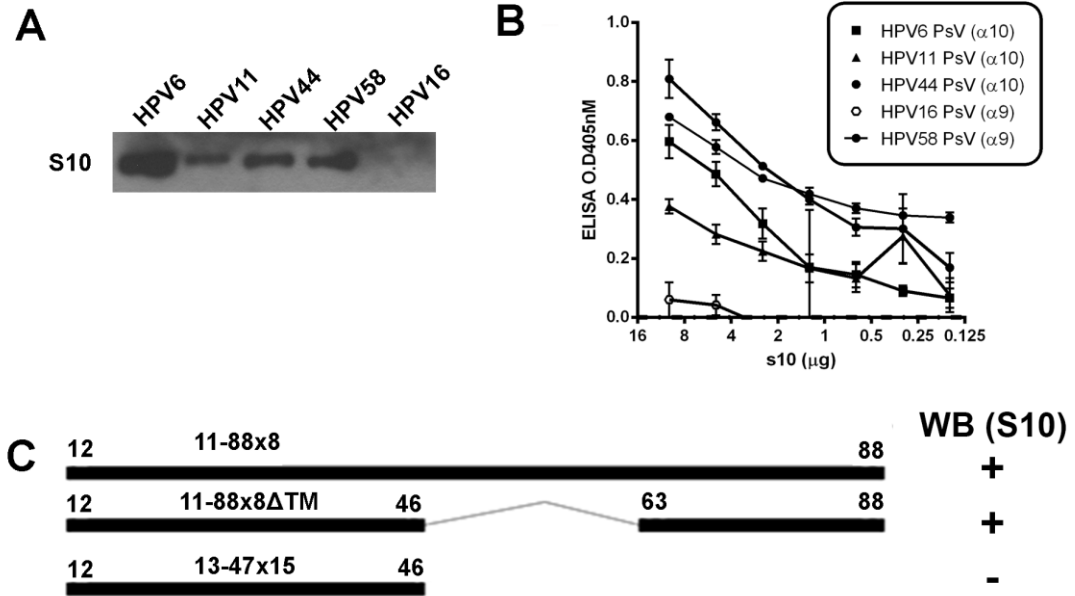 A
HPV6 HPV11 HPV44 HPV58 HPV16
S10
B
1.0
0.8
0.6
0.4
0.2
0.0
ELISA O.D405nM
16 8 4 2 1 0.5 0.25 0.125
s10 (μg)
HPV6 PsV (α10)
HPV11 PsV (α10)
HPV44 PsV (α10)
HPV16 PsV (α9)
HPV58 PsV (α9)
C
WB (S10)
12 11-88x8 88 +
12 11-88x8ΔTM 46 63 88 +
12 13-47x15 46 -